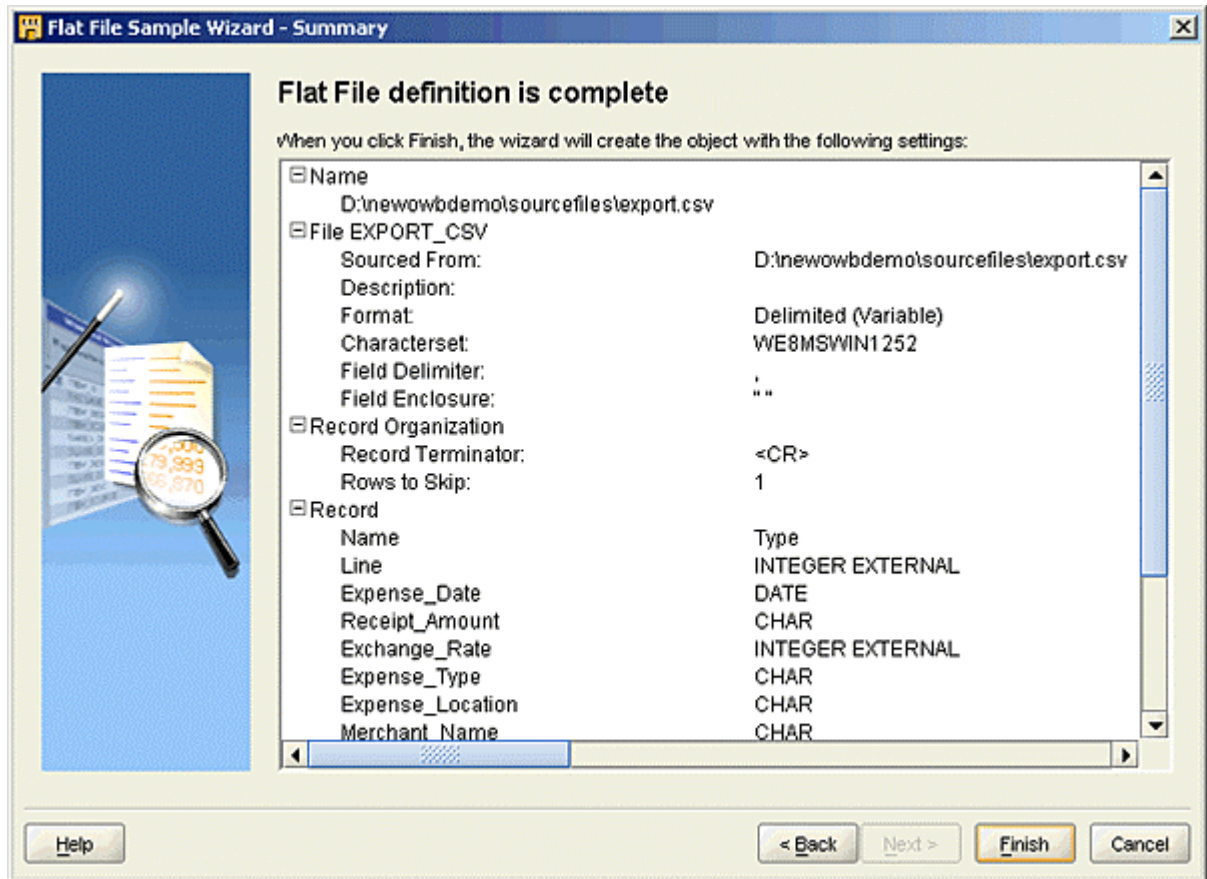 Flat File Sample Wizard - Summary
Flat File definition is complete
When you click Finish, the wizard will create the object with the following settings:
Name
D:\newowbdemo\sourcefiles\export.csv
File EXPORT_CSV
Sourced From: D:\newowbdemo\sourcefiles\export.csv
Description:
Format: Delimited (Variable)
Characterset: WE8MSWIN1252
Field Delimiter: ,
Field Enclosure: " "
Record Organization
Record Terminator: <CR>
Rows to Skip: 1
Record
Name Type
Line INTEGER EXTERNAL
Expense_Date DATE
Receipt_Amount CHAR
Exchange_Rate INTEGER EXTERNAL
Expense_Type CHAR
Expense_Location CHAR
Merchant_Name CHAR
Help < Back Next > Finish Cancel